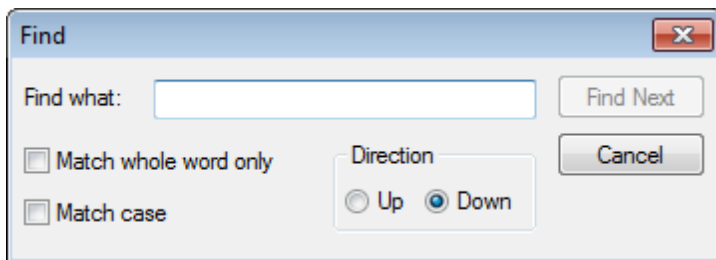 Find
Find what:
Find Next
Match whole word only
Direction
Cancel
Up
Down
Match case